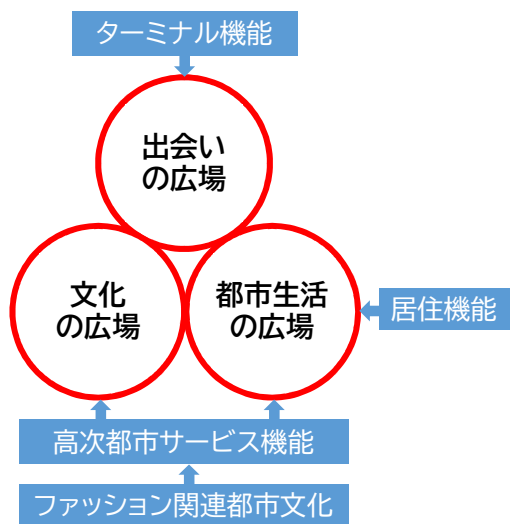 ターミナル機能
出会い
の広場
文化
の広場
都市生活
の広場
居住機能
高次都市サービス機能
ファッション関連都市文化